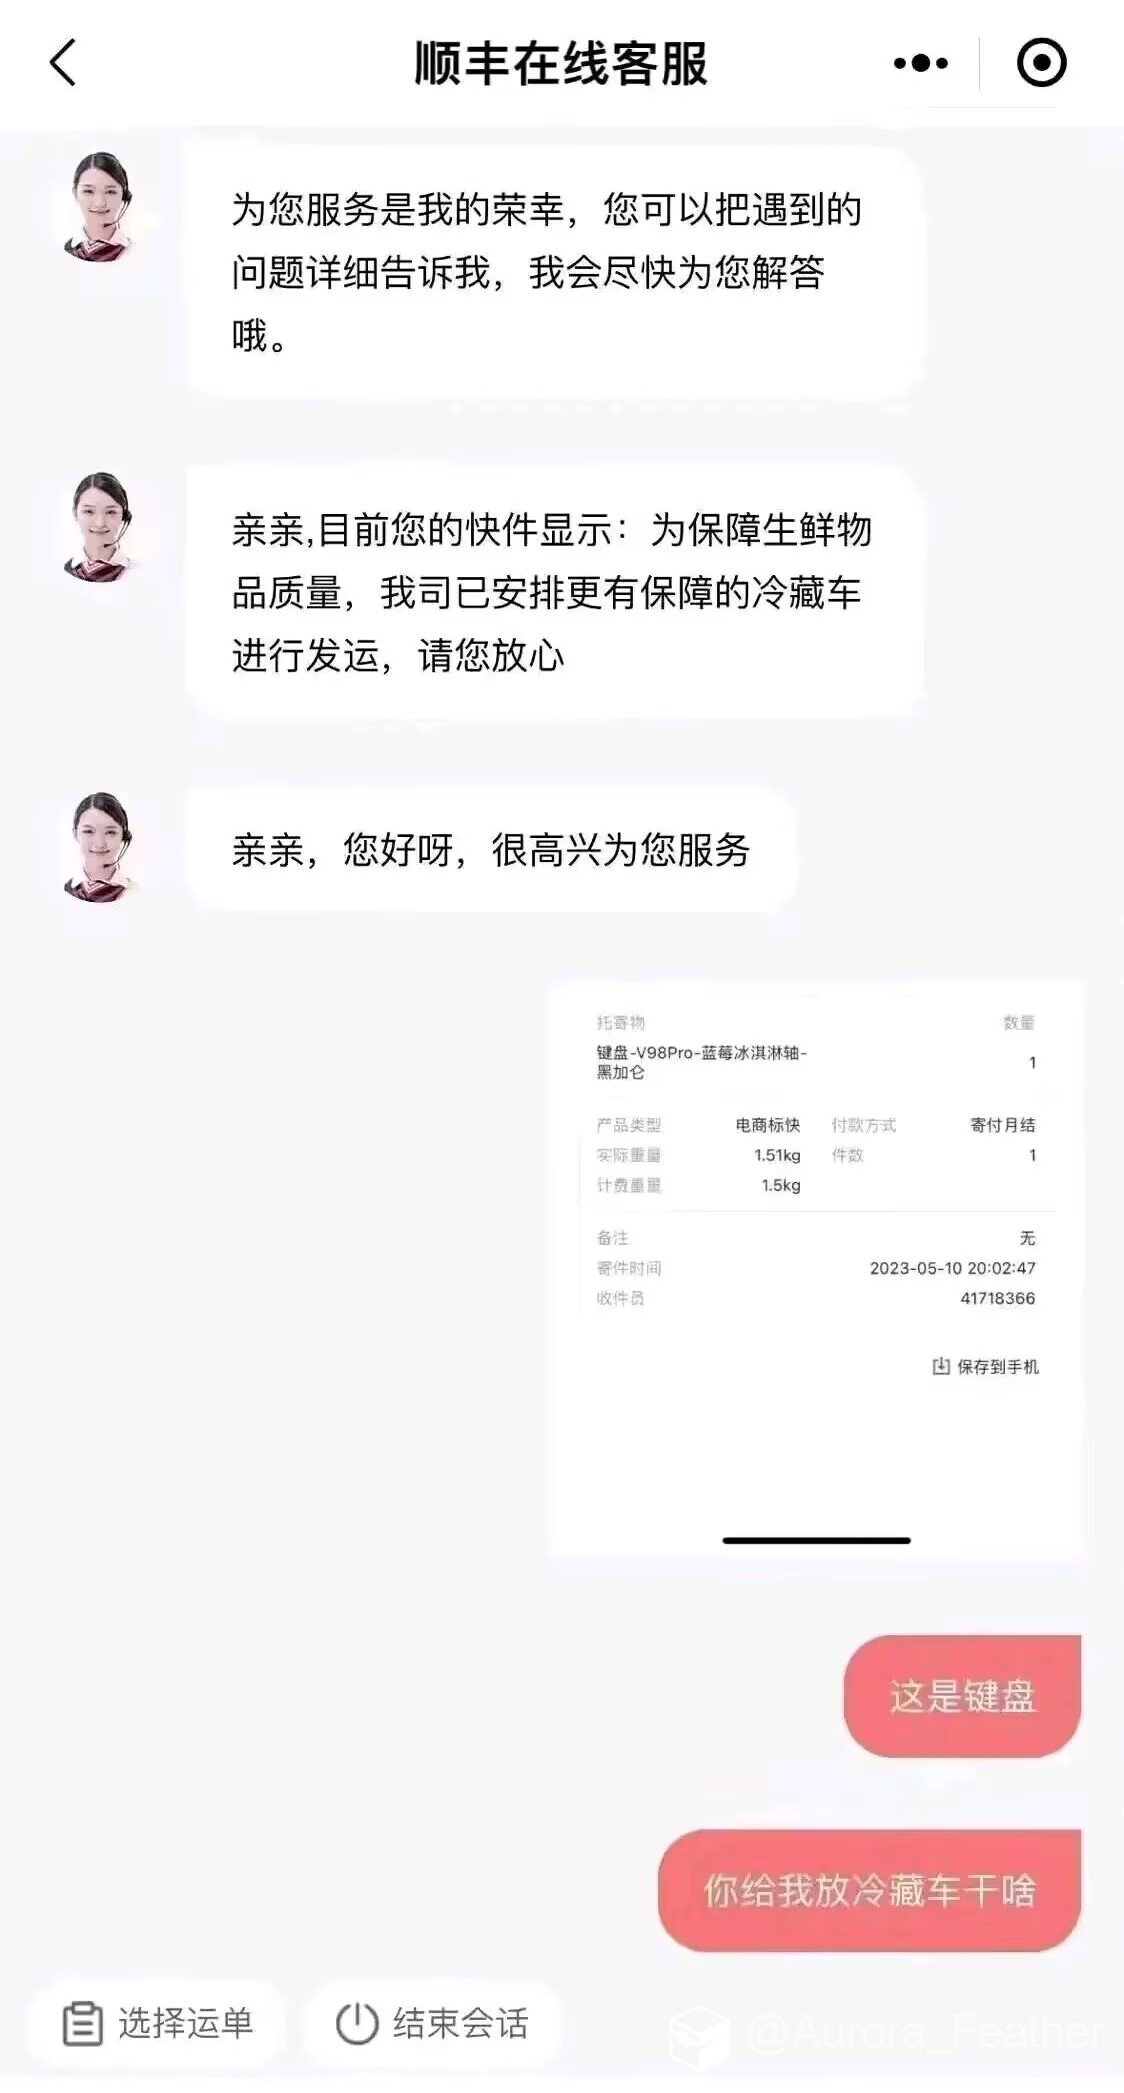 顺丰在线客服
为您服务是我的荣幸，您可以把遇到的
问题详细告诉我，我会尽快为您解答
哦。
亲亲,目前您的快件显示：为保障生鲜物
品质量，我司已安排更有保障的冷藏车
进行发运，请您放心
亲亲，您好呀，很高兴为您服务
托寄物 数量
键盘-V98Pro-蓝莓冰淇淋轴-
黑加仑 1
产品类型 电商标快 付款方式 寄付月结
实际重量 1.51kg 件数 1
计费重量 1.5kg
备注 无
寄件时间 2023-05-10 20:02:47
收件员 41718366
保存到手机
这是键盘
你给我放冷藏车干啥
选择运单 结束会话
@Aurora_Feather